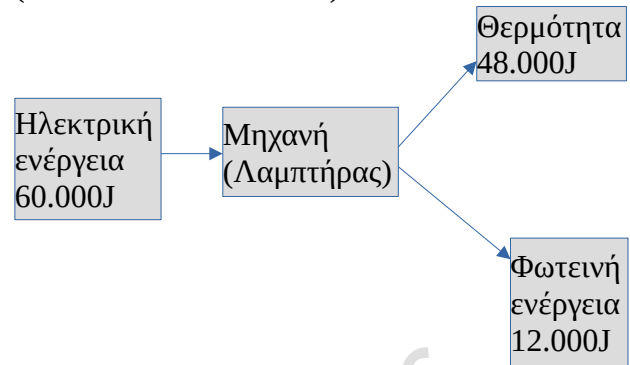 Θερμότητα
48.000J
Ηλεκτρική
ενέργεια
60.000J
Μηχανή
(Λαμπτήρας)
Φωτεινή
ενέργεια
12.000J